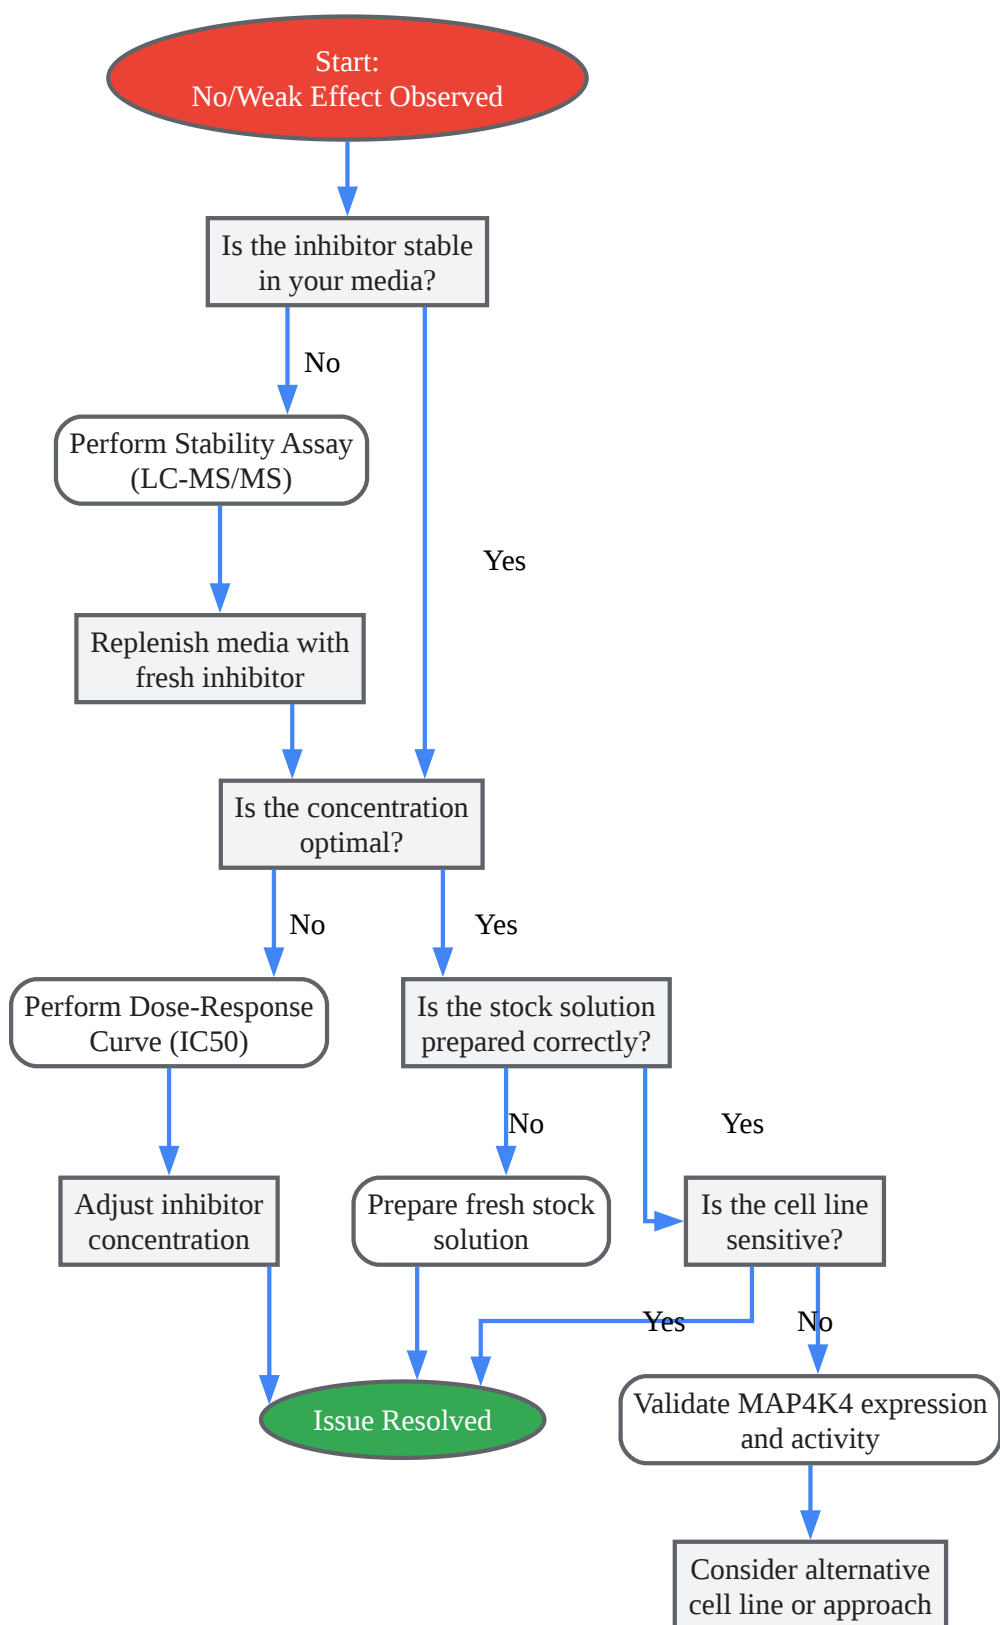 Start:
No/Weak Effect Observed
Is the inhibitor stable
in your media?
No
Perform Stability Assay
(LC-MS/MS)
Yes
Replenish media with
fresh inhibitor
Is the concentration
optimal?
No
Yes
Perform Dose-Response
Curve (IC50)
Is the stock solution
prepared correctly?
No
Yes
Adjust inhibitor
concentration
Prepare fresh stock
solution
Is the cell line
sensitive?
Yes
No
Issue Resolved
Validate MAP4K4 expression
and activity
Consider alternative
cell line or approach